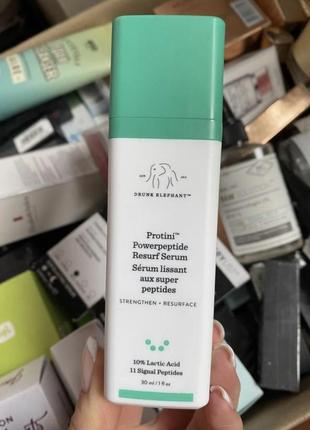 DRUNK ELEPHANT™
Protini™
Powerpeptide
Resurf Serum
Sérum lissant
aux super
peptides
STRENGTHEN + RESURFACE
10% Lactic Acid
11 Signal Peptides
30 ml / 1 fl oz